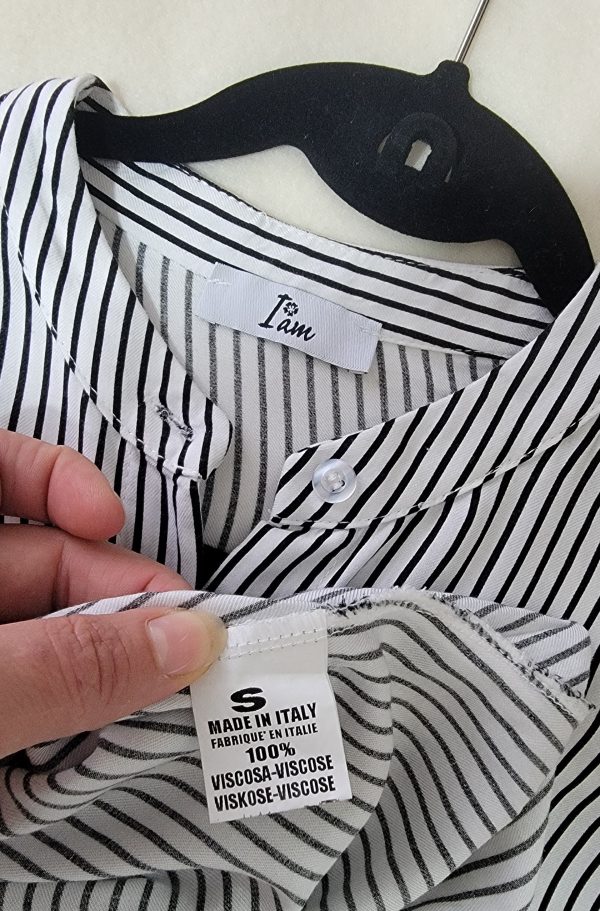 I'am
S
MADE IN ITALY
FABRIQUE' EN ITALIE
100%
VISCOSA-VISCOSE
VISKOSE-VISCOSE